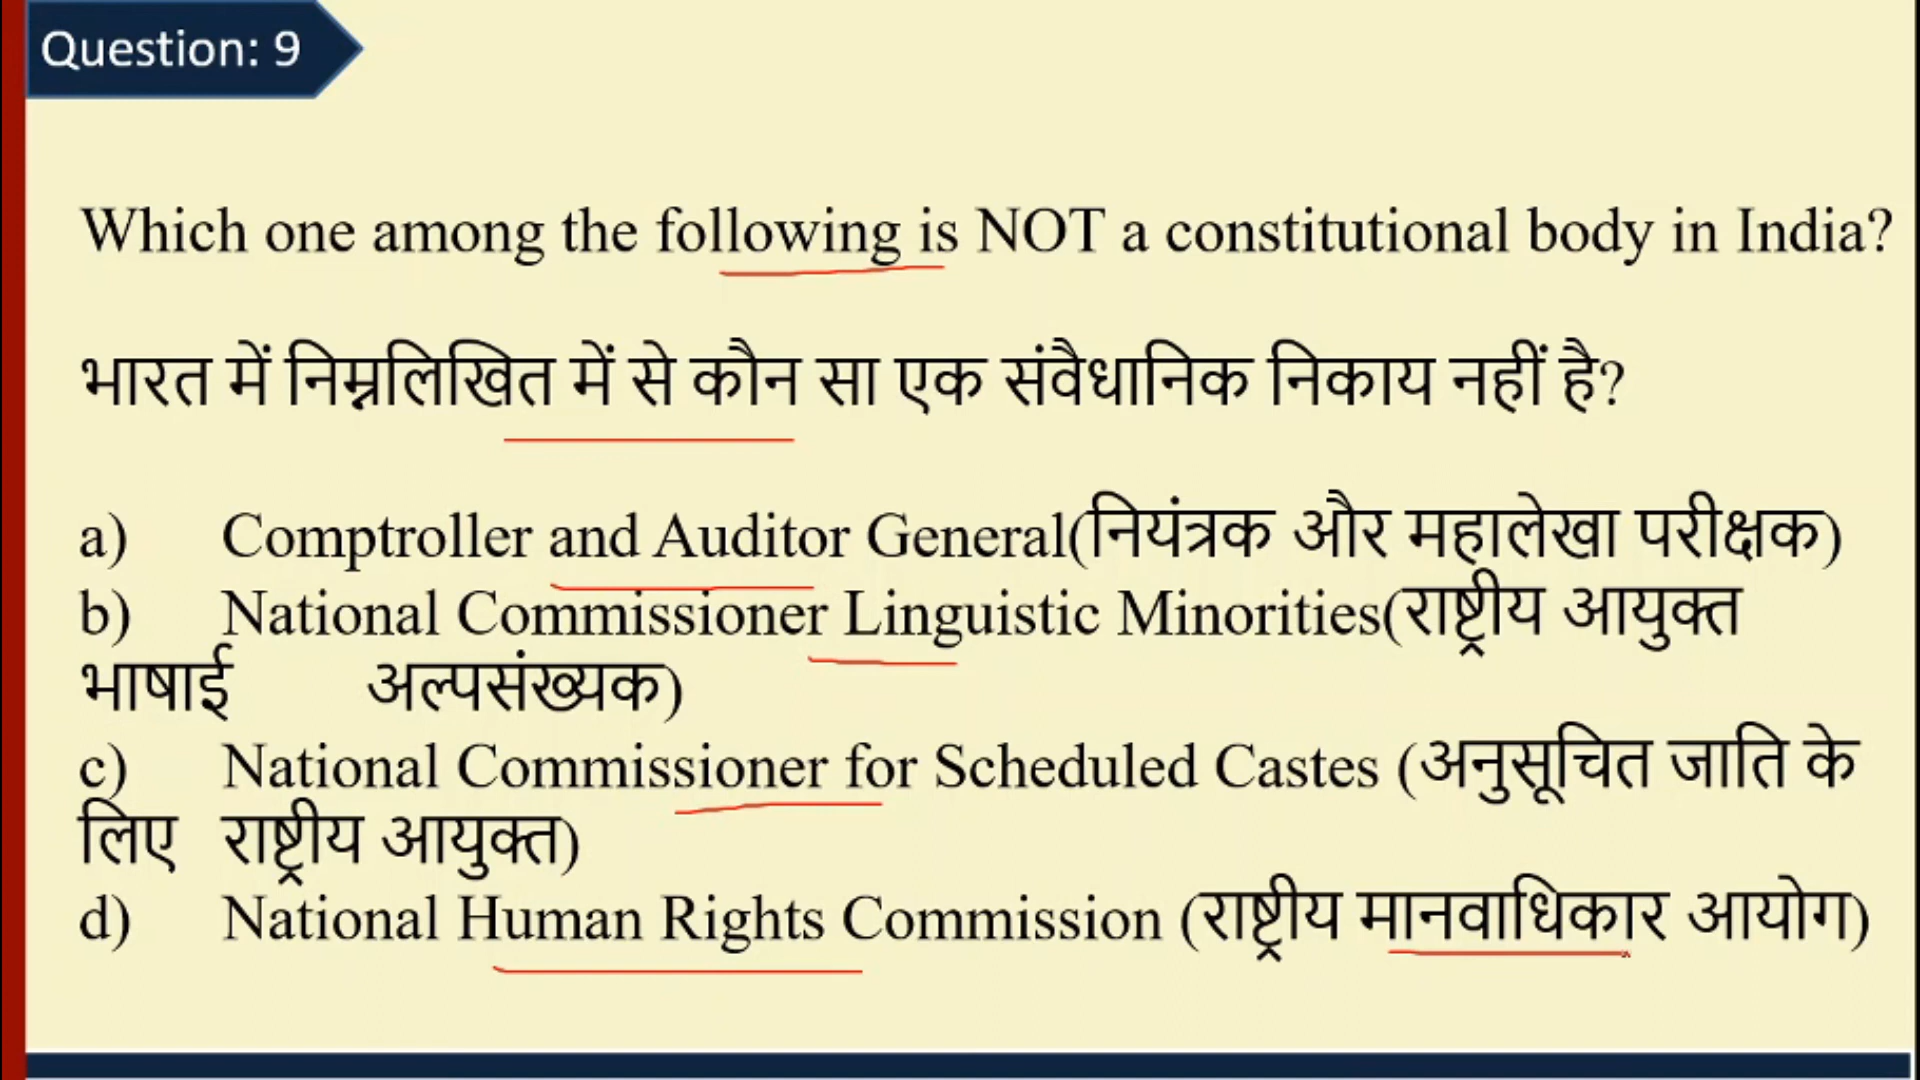 Question: 9
Which one among the following is NOT a constitutional body in India?
भारत में निम्नलिखित में से कौन सा एक संवैधानिक निकाय नहीं है?
a) Comptroller and Auditor General(नियंत्रक और महालेखा परीक्षक)
b) National Commissioner Linguistic Minorities(राष्ट्रीय आयुक्त
भाषाई अल्पसंख्यक)
c) National Commissioner for Scheduled Castes (अनुसूचित जाति के
लिए राष्ट्रीय आयुक्त)
d) National Human Rights Commission (राष्ट्रीय मानवाधिकार आयोग)